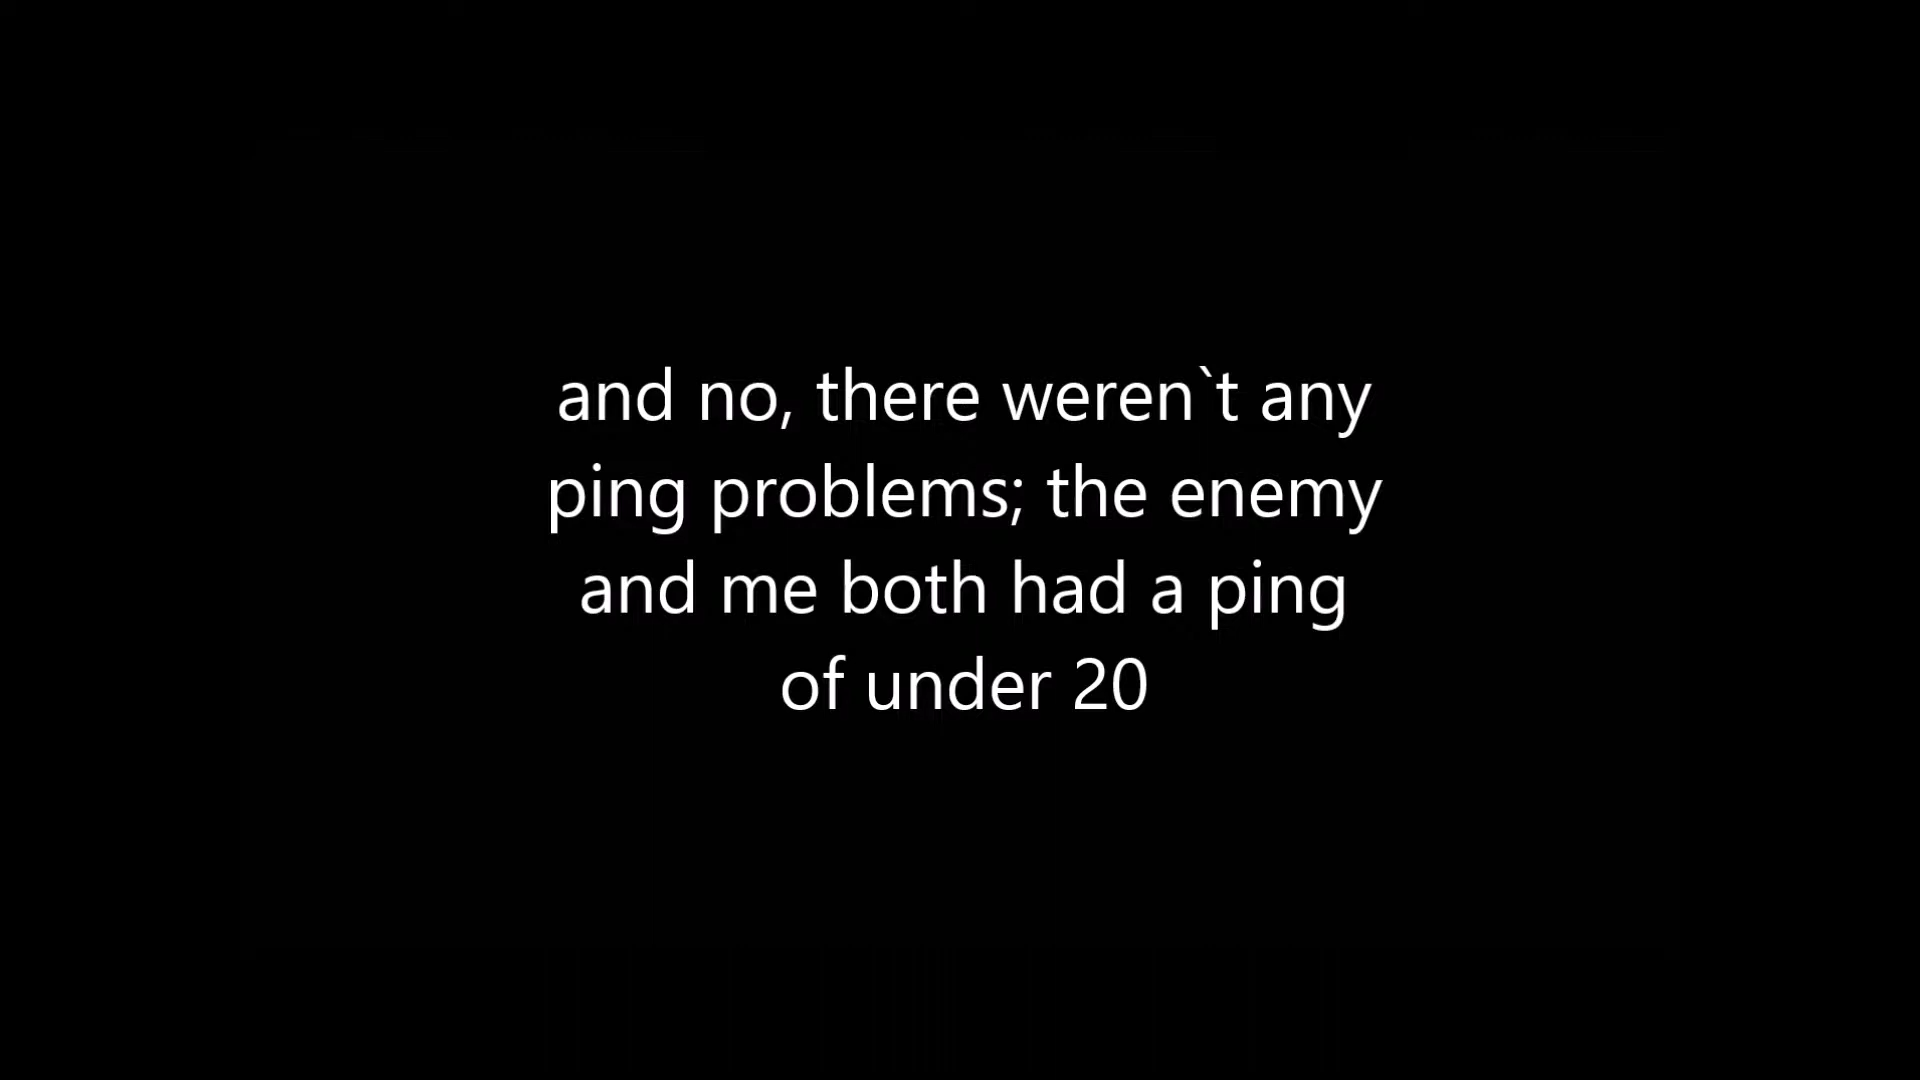 and no, there weren`t any
ping problems; the enemy
and me both had a ping
of under 20